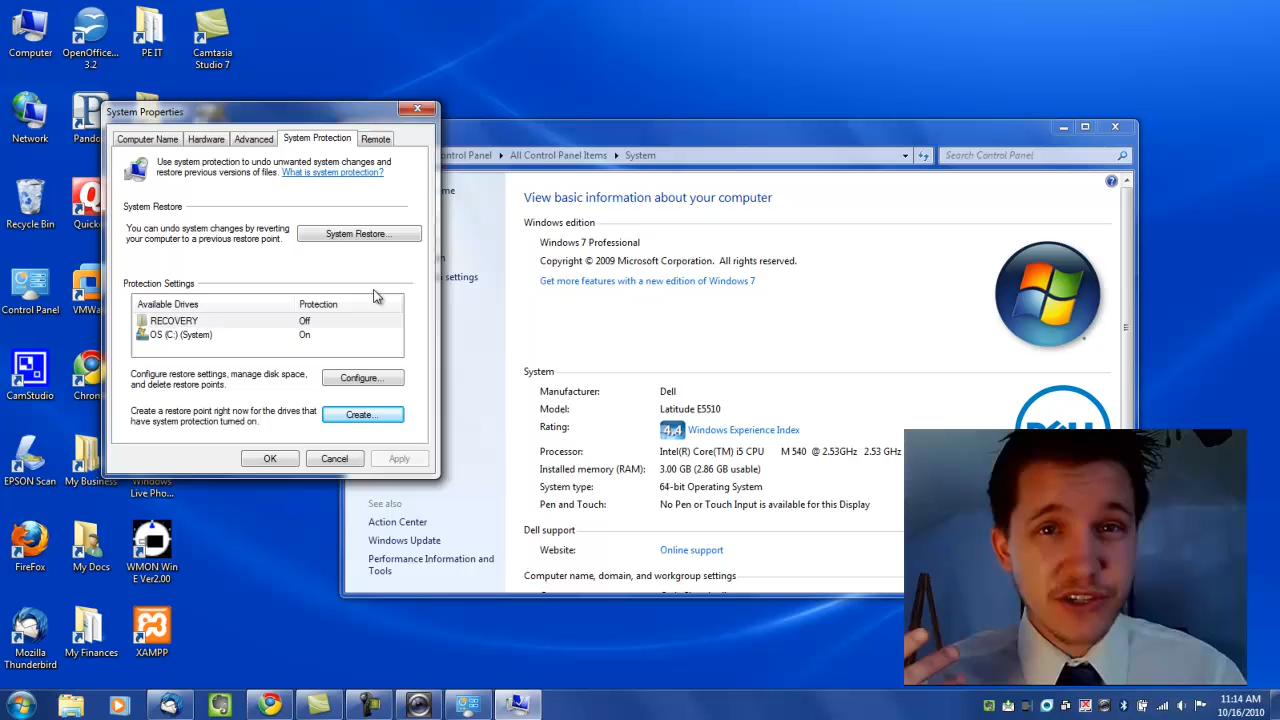 Computer
OpenOffice...
3.2
PE IT
Camtasia
Studio 7
Network
Recycle Bin
Control Panel
CamStudio
EPSON Scan
My Business
Windows
Live Pho...
FireFox
My Docs
WMON Win
E Ver2.00
Mozilla
Thunderbird
My Finances
XAMPP
System Properties
Computer Name
Hardware
Advanced
System Protection
Remote
Use system protection to undo unwanted system changes and
restore previous versions of files. What is system protection?
System Restore
You can undo system changes by reverting
your computer to a previous restore point.
System Restore...
Protection Settings
Available Drives Protection
RECOVERY Off
OS (C:) (System) On
Configure restore settings, manage disk space,
and delete restore points.
Configure...
Create a restore point right now for the drives that
have system protection turned on.
Create...
OK
Cancel
Apply
All Control Panel Items
System
Search Control Panel
settings
See also
Action Center
Windows Update
Performance Information and
Tools
View basic information about your computer
Windows edition
Windows 7 Professional
Copyright © 2009 Microsoft Corporation. All rights reserved.
Get more features with a new edition of Windows 7
System
Manufacturer: Dell
Model: Latitude E5510
Rating: 4.4 Windows Experience Index
Processor: Intel(R) Core(TM) i5 CPU M 540 @ 2.53GHz 2.53 GHz
Installed memory (RAM): 3.00 GB (2.86 GB usable)
System type: 64-bit Operating System
Pen and Touch: No Pen or Touch Input is available for this Display
Dell support
Website: Online support
Computer name, domain, and workgroup settings
11:14 AM
10/16/2010